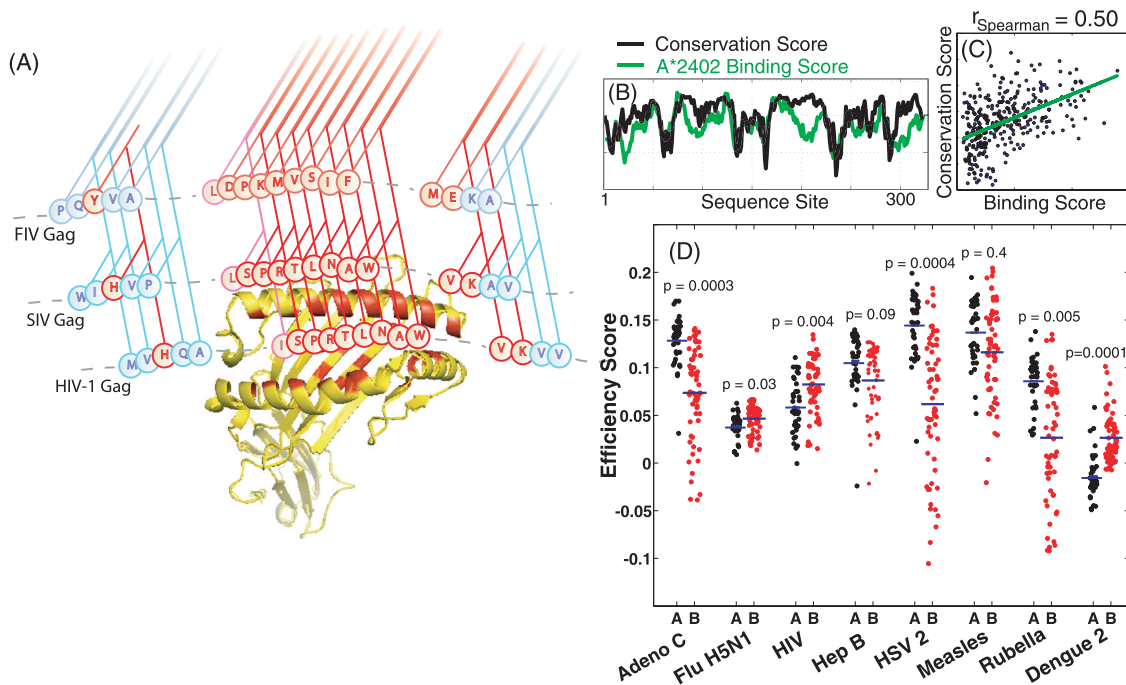 (A)
P Q Y V A
L D P K M V S I F
M E K A
FIV Gag
W I H V P
L S P R T L N A W
V K A V
SIV Gag
M V H Q A
I S P R T L N A W
V K V V
HIV-1 Gag
Conservation Score
A*2402 Binding Score
(B)
1
300
Sequence Site
rSpearman = 0.50
(C)
Conservation Score
Binding Score
(D)
Efficiency Score
0.2
0.15
0.1
0.05
0
-0.05
-0.1
p = 0.0003
p = 0.03
p = 0.004
p = 0.09
p = 0.0004
p = 0.4
p = 0.005
p=0.0001
A B A B A B A B A B A B A B A B
Adeno C
Flu H5N1
HIV
Hep B
HSV 2
Measles
Rubella
Dengue 2